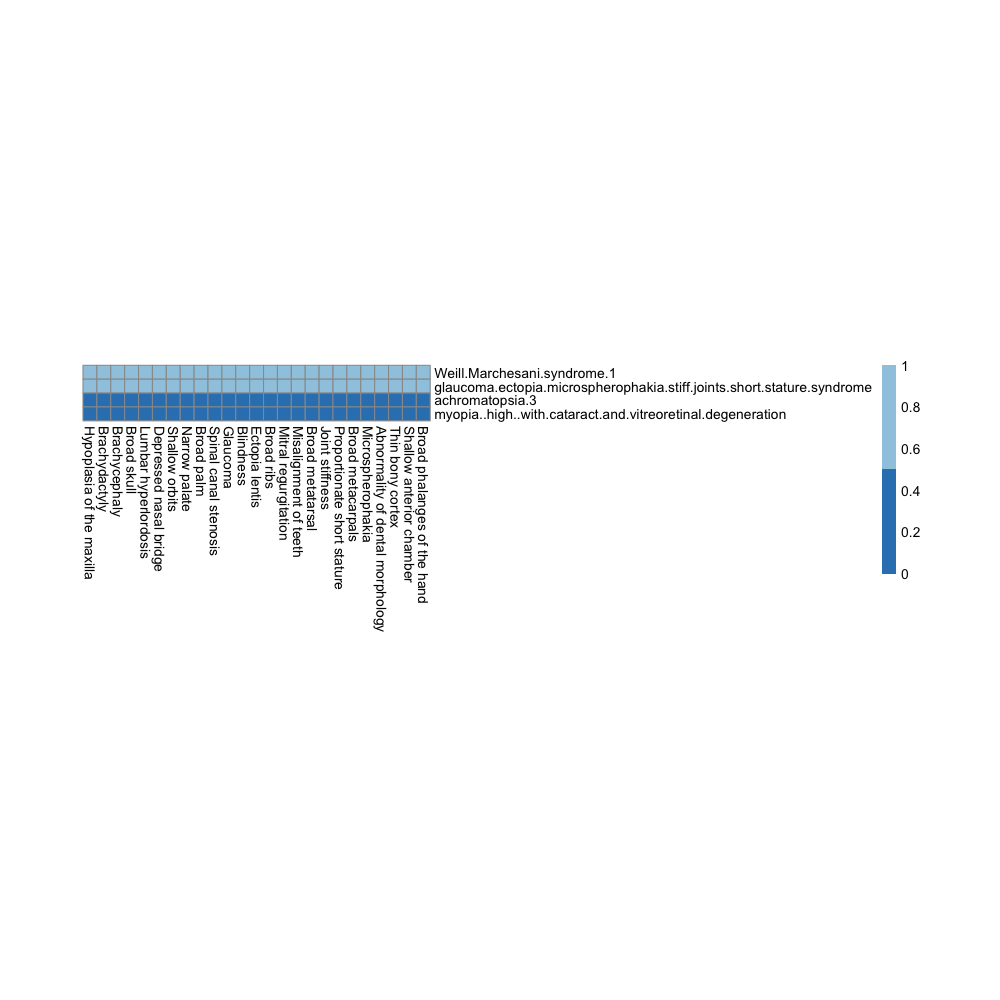 Weill.Marchesani.syndrome.1
glaucoma.ectopia.microspherophakia.stiff.joints.short.stature.syndrome
achromatopsia.3
myopia..high..with.cataract.and.vitreoretinal.degeneration
Hypoplasia of the maxilla
Brachydactyly
Brachycephaly
Broad skull
Lumbar hyperlordosis
Depressed nasal bridge
Shallow orbits
Narrow palate
Broad palm
Spinal canal stenosis
Glaucoma
Blindness
Ectopia lentis
Broad ribs
Mitral regurgitation
Misalignment of teeth
Broad metatarsal
Joint stiffness
Proportionate short stature
Broad metacarpals
Microspherophakia
Abnormality of dental morphology
Thin bony cortex
Shallow anterior chamber
Broad phalanges of the hand
1
0.8
0.6
0.4
0.2
0